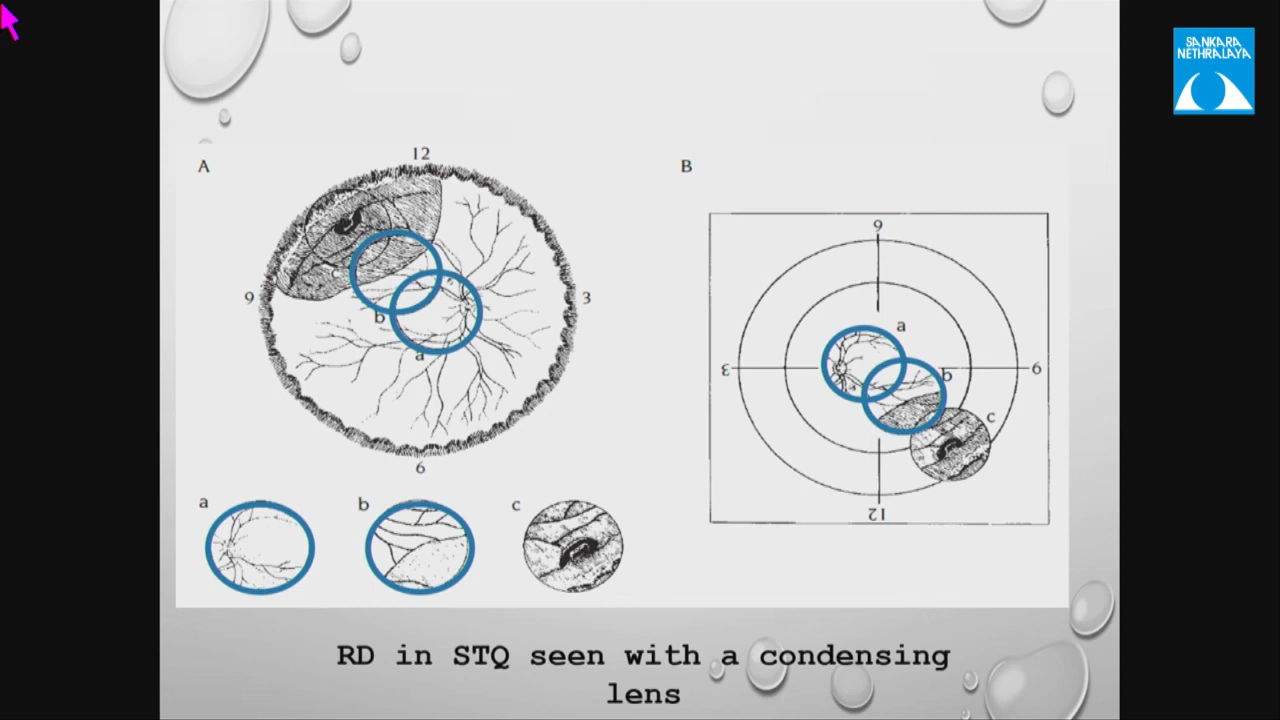 SANKARA
NETHRALAYA
A
12
9
3
c
b
a
6
a
b
c
B
6
a
3
9
b
c
12
RD in STQ seen with a condensing
lens